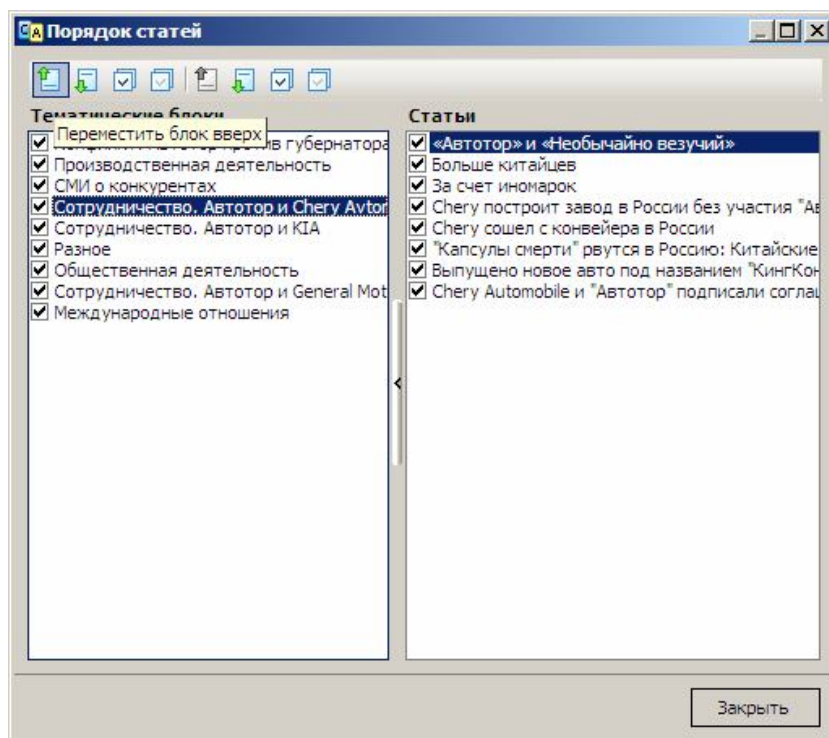 Порядок статей
Тематические блоки
Статьи
Переместить блок вверх
губернатора
Производственная деятельность
СМИ о конкурентах
Сотрудничество. Автотор и Chery Avtor
Сотрудничество. Автотор и KIA
Разное
Общественная деятельность
Сотрудничество. Автотор и General Mot
Международные отношения
«Автотор» и «Необычайно везучий»
Больше китайцев
За счет иномарок
Chery построит завод в России без участия "Ав
Chery сошел с конвейера в России
"Капсулы смерти" рвутся в Россию: Китайские
Выпущено новое авто под названием "КингКон
Chery Automobile и "Автотор" подписали соглаш
Закрыть